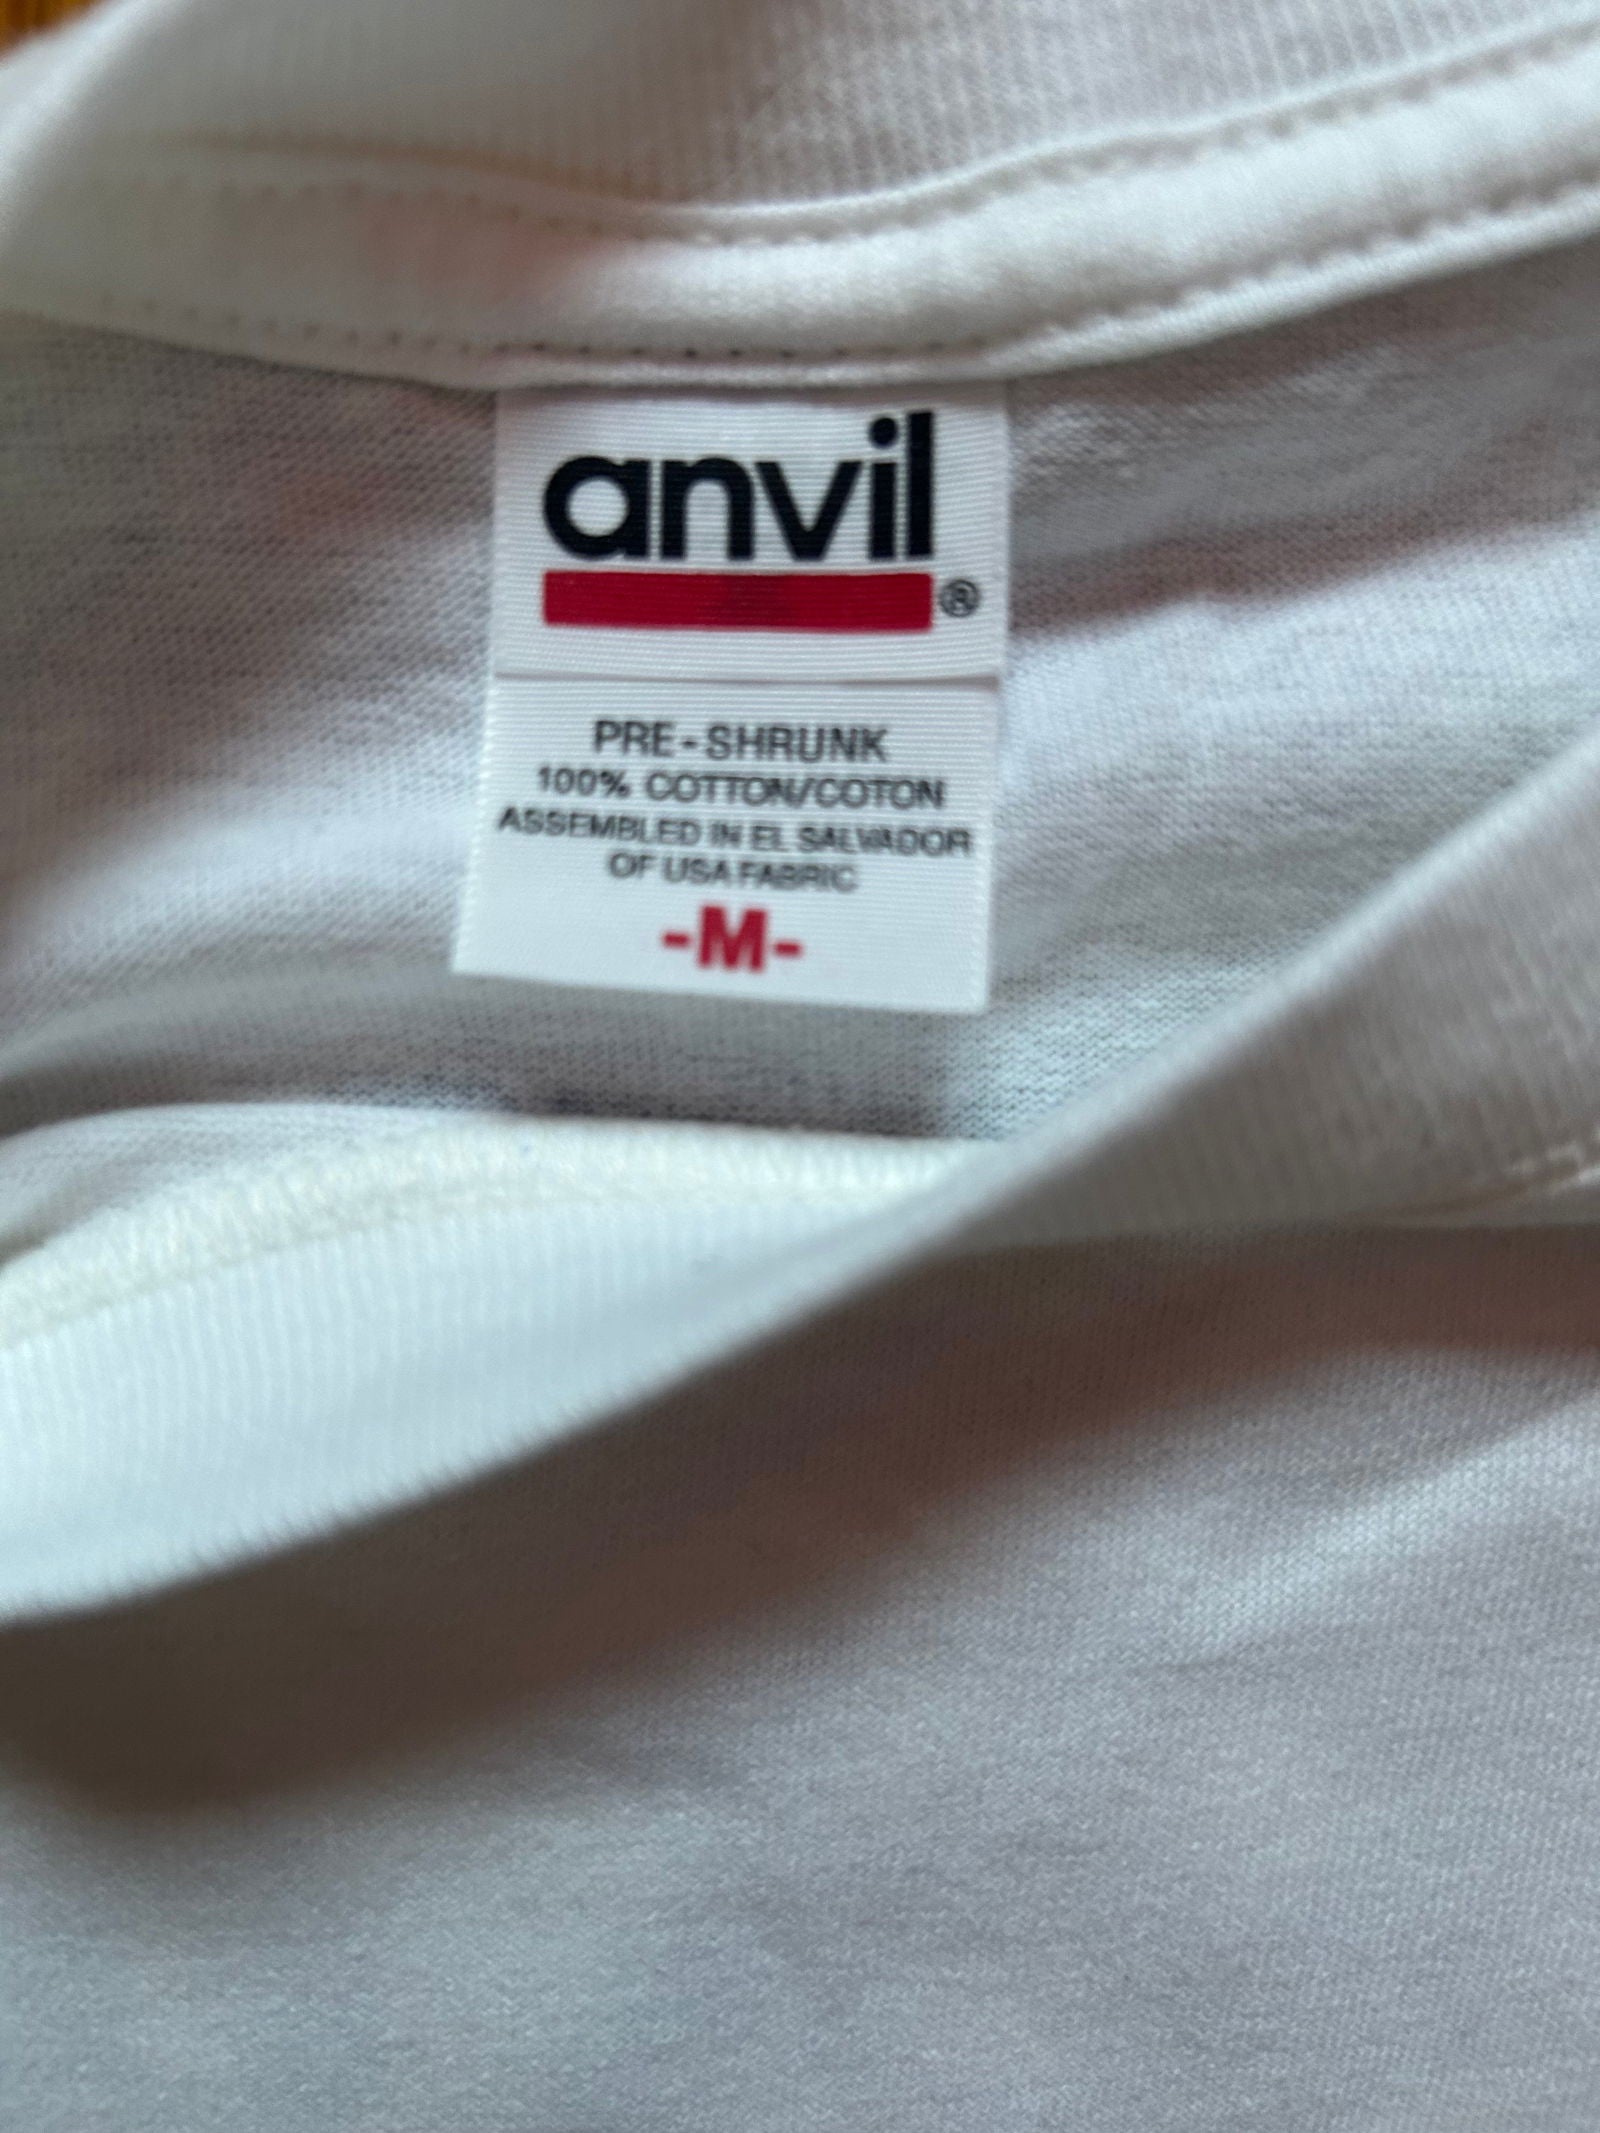 anvil
®
PRE-SHRUNK
100% COTTON/COTON
ASSEMBLED IN EL SALVADOR
OF USA FABRIC
-M-